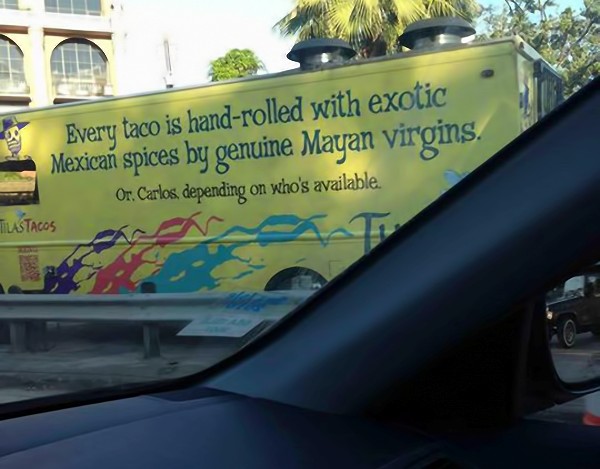 Every taco is hand-rolled with exotic
Mexican spices by genuine Mayan virgins.
Or, Carlos, depending on who's available.
TILA'S TACOS